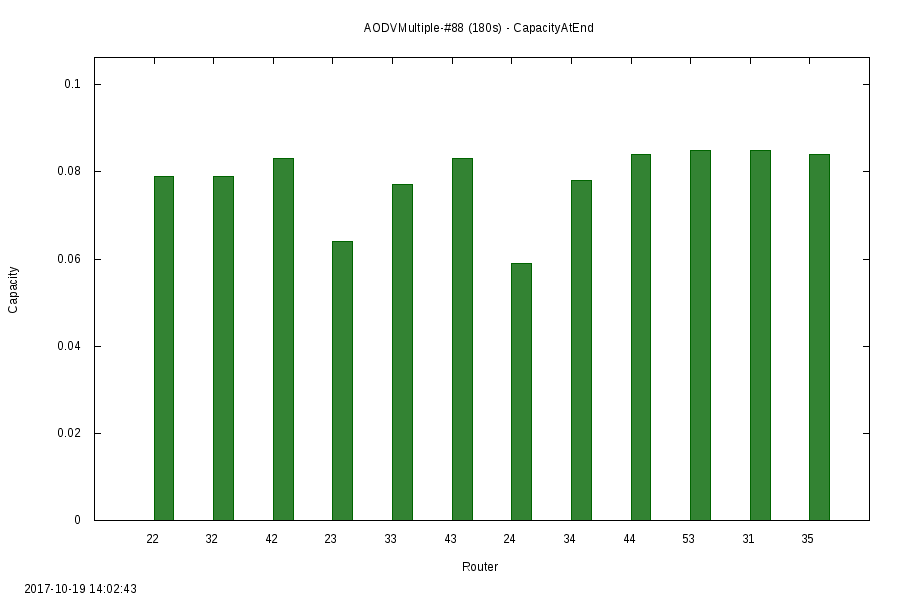 AODVMultiple-#88 (180s) - CapacityAtEnd
0.1
0.08
0.06
0.04
0.02
0
Capacity
22 32 42 23 33 43 24 34 44 53 31 35
Router
2017-10-19 14:02:43